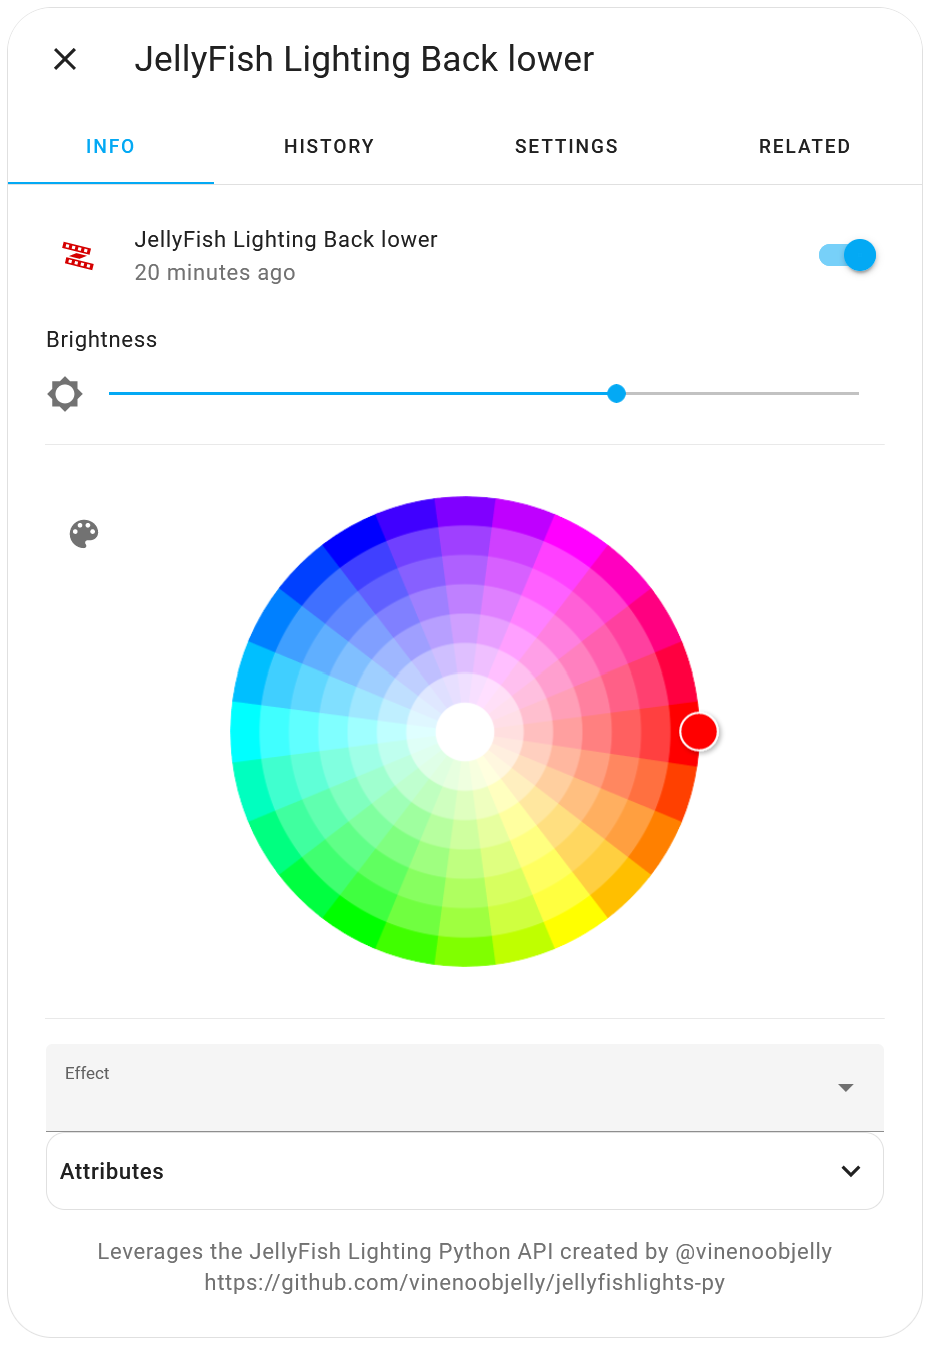 JellyFish Lighting Back lower
INFO
HISTORY
SETTINGS
RELATED
JellyFish Lighting Back lower
20 minutes ago
Brightness
Effect
Attributes
Leverages the JellyFish Lighting Python API created by @vinenoobjelly
https://github.com/vinenoobjelly/jellyfishlights-py